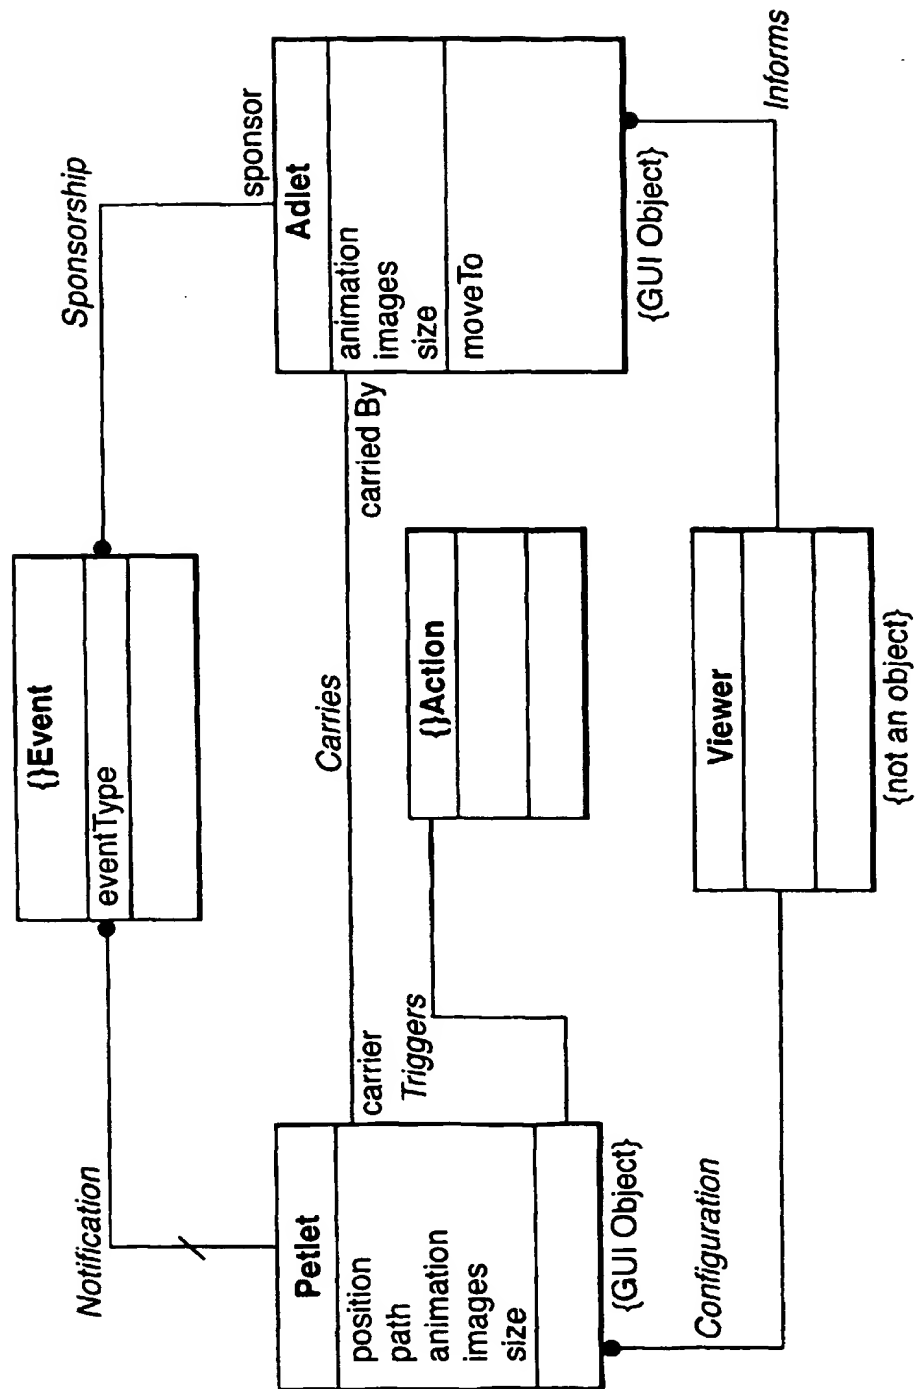 Notification
Sponsorship
{}Event
eventType
sponsor
Petlet
position
path
animation
images
size
{GUI Object}
carrier
Carries
carried By
Adlet
animation
images
size
moveTo
{GUI Object}
Triggers
{}Action
Configuration
Viewer
{not an object}
Informs